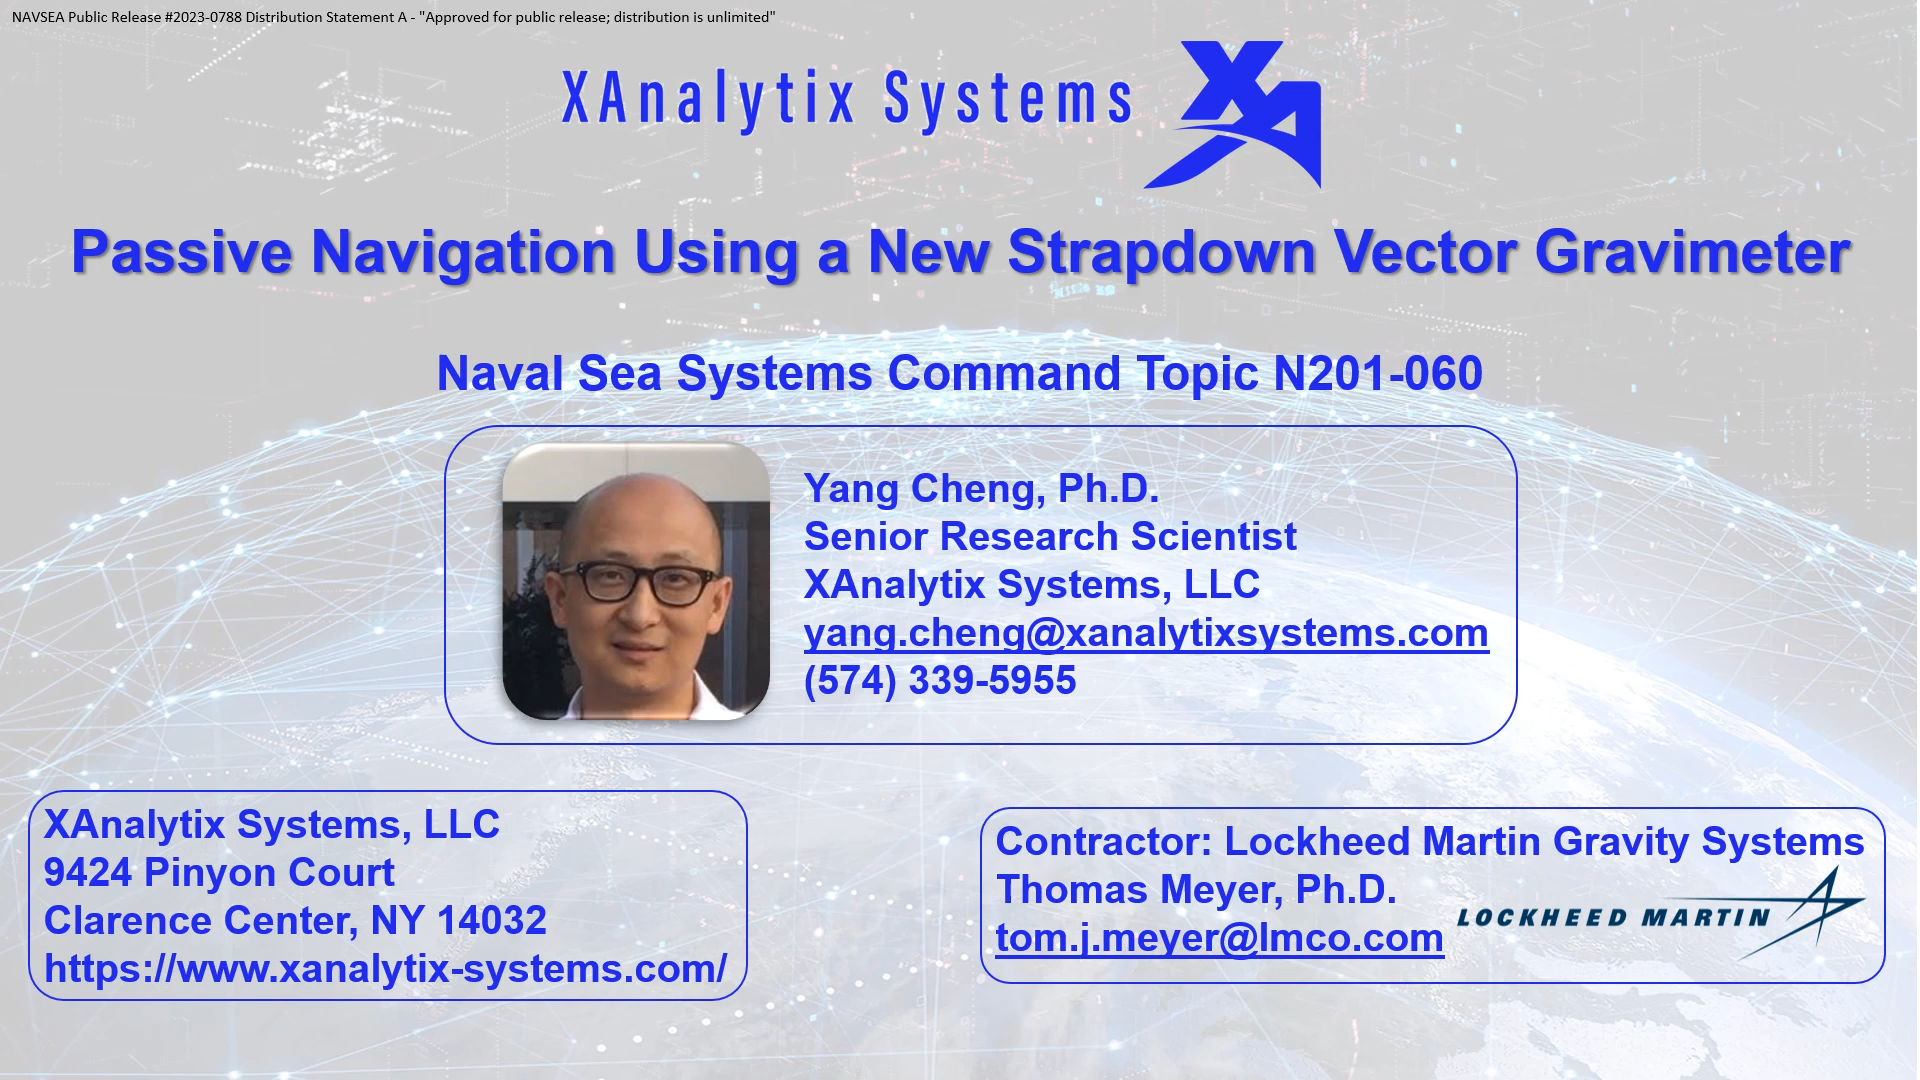 NAVSEA Public Release #2023-0788 Distribution Statement A - "Approved for public release; distribution is unlimited"
XAnalytix Systems
XA
Passive Navigation Using a New Strapdown Vector Gravimeter
Naval Sea Systems Command Topic N201-060
Yang Cheng, Ph.D.
Senior Research Scientist
XAnalytix Systems, LLC
yang.cheng@xanalytixsystems.com
(574) 339-5955
XAnalytix Systems, LLC
9424 Pinyon Court
Clarence Center, NY 14032
https://www.xanalytix-systems.com/
Contractor: Lockheed Martin Gravity Systems
Thomas Meyer, Ph.D.
tom.j.meyer@lmco.com
LOCKHEED MARTIN